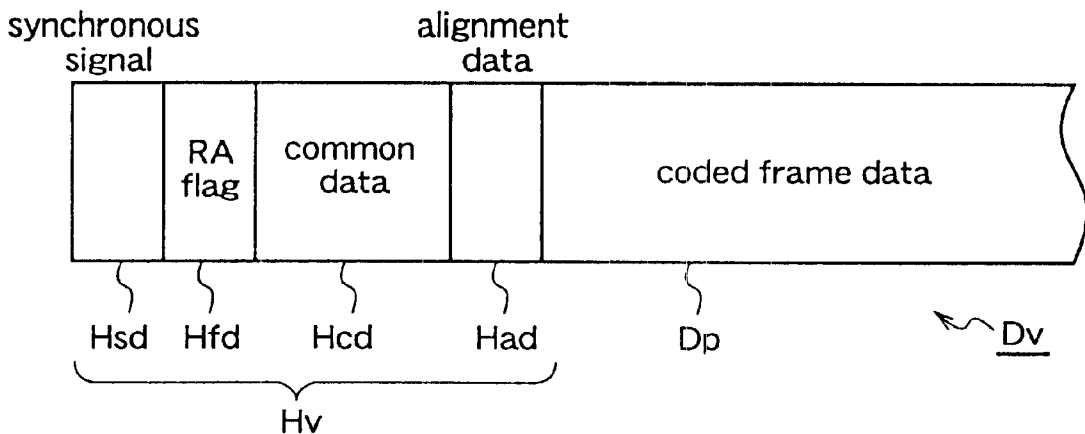 synchronous
signal
alignment
data
RA
flag
common
data
coded frame data
Hsd
Hfd
Hcd
Had
Dp
Dv
Hv